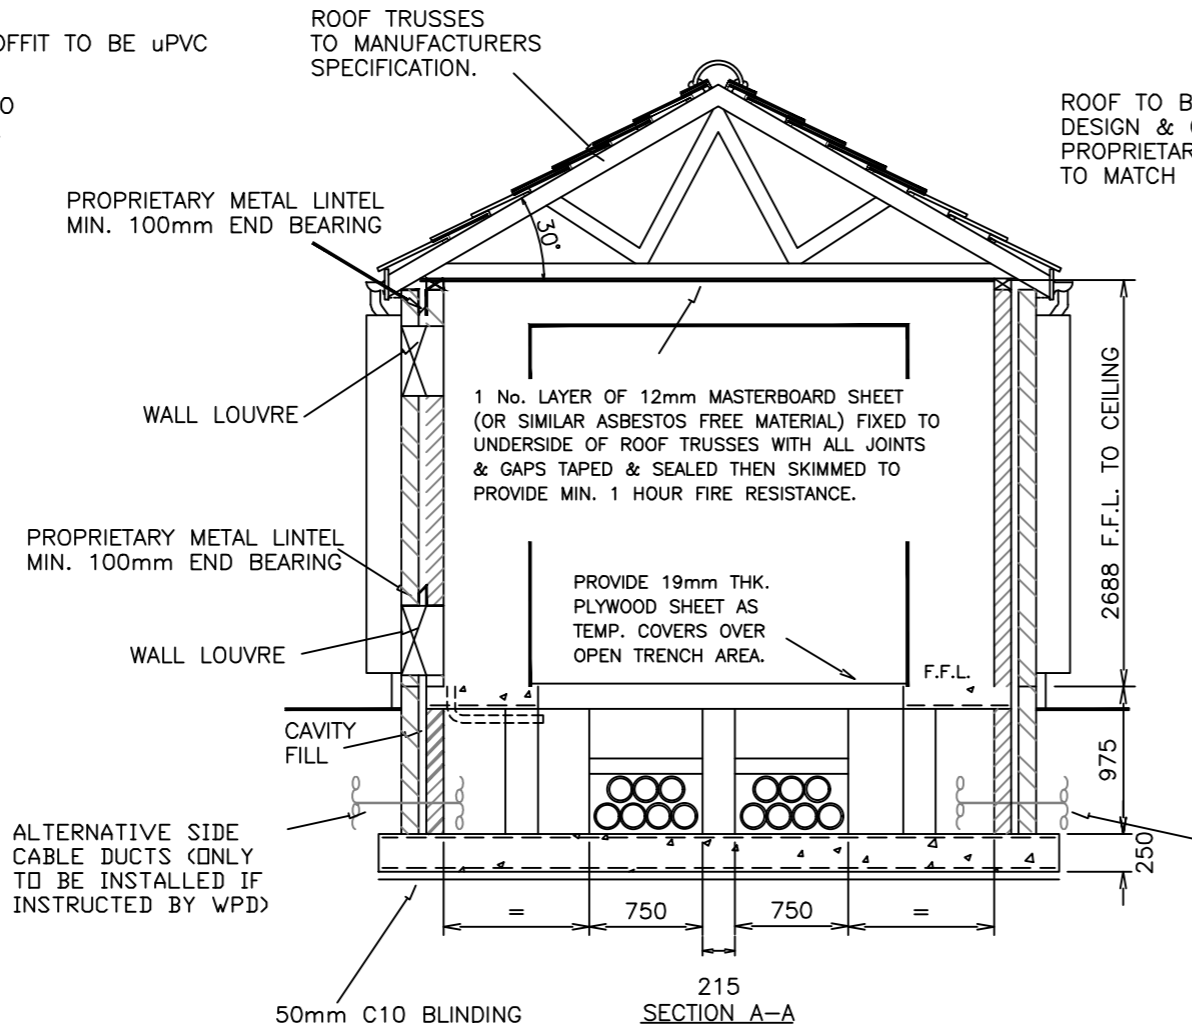 OFFIT TO BE uPVC
O
ROOF TRUSSES
TO MANUFACTURERS
SPECIFICATION.
ROOF TO B
DESIGN &
PROPRIETAR
TO MATCH
PROPRIETARY METAL LINTEL
MIN. 100mm END BEARING
30°
WALL LOUVRE
1 No. LAYER OF 12mm MASTERBOARD SHEET
(OR SIMILAR ASBESTOS FREE MATERIAL) FIXED TO
UNDERSIDE OF ROOF TRUSSES WITH ALL JOINTS
& GAPS TAPED & SEALED THEN SKIMMED TO
PROVIDE MIN. 1 HOUR FIRE RESISTANCE.
2688 F.F.L. TO CEILING
PROPRIETARY METAL LINTEL
MIN. 100mm END BEARING
WALL LOUVRE
PROVIDE 19mm THK.
PLYWOOD SHEET AS
TEMP. COVERS OVER
OPEN TRENCH AREA.
F.F.L.
CAVITY
FILL
975
ALTERNATIVE SIDE
CABLE DUCTS (ONLY
TO BE INSTALLED IF
INSTRUCTED BY WPD)
250
=
750
750
=
215
50mm C10 BLINDING
SECTION A-A